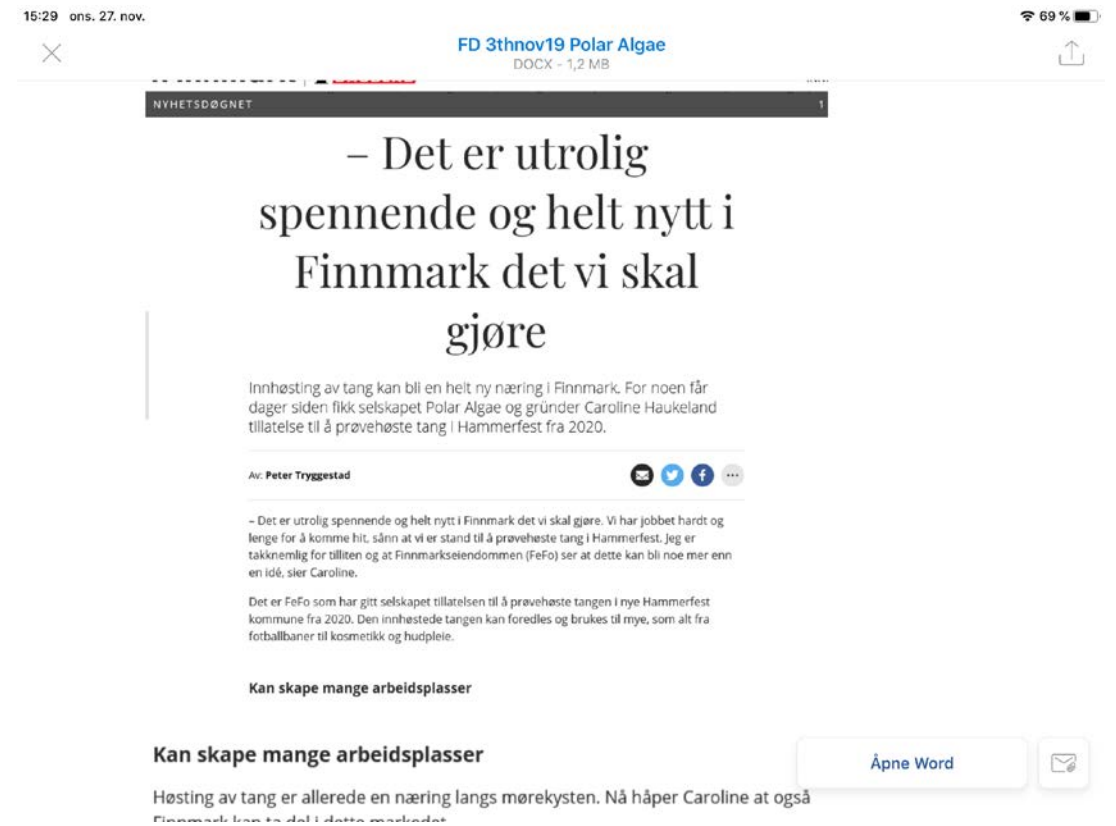 15:29 ons. 27. nov.
69 %
FD 3thnov19 Polar Algae
DOCX – 1,2 MB
NYHETSDØGNET 1
– Det er utrolig
spennende og helt nytt i
Finnmark det vi skal
gjøre
Innhøsting av tang kan bli en helt ny næring i Finnmark. For noen får
dager siden fikk selskapet Polar Algae og gründer Caroline Haukeland
tillatelse til å prøvehøste tang i Hammerfest fra 2020.
Av: Peter Tryggestad
– Det er utrolig spennende og helt nytt i Finnmark det vi skal gjøre. Vi har jobbet hardt og
lenge for å komme hit, sånn at vi er stand til å prøvehøste tang i Hammerfest. Jeg er
takknemlig for tilliten og at Finnmarkseiendommen (FeFo) ser at dette kan bli noe mer enn
en idé, sier Caroline.
Det er FeFo som har gitt selskapet tillatelsen til å prøvehøste tangen i nye Hammerfest
kommune fra 2020. Den innhøstede tangen kan foredles og brukes til mye, som alt fra
fotballbaner til kosmetikk og hudpleie.
Kan skape mange arbeidsplasser
Kan skape mange arbeidsplasser
Åpne Word
Høsting av tang er allerede en næring langs mørekysten. Nå håper Caroline at også
Finnmark kan ta del i dette markedet.